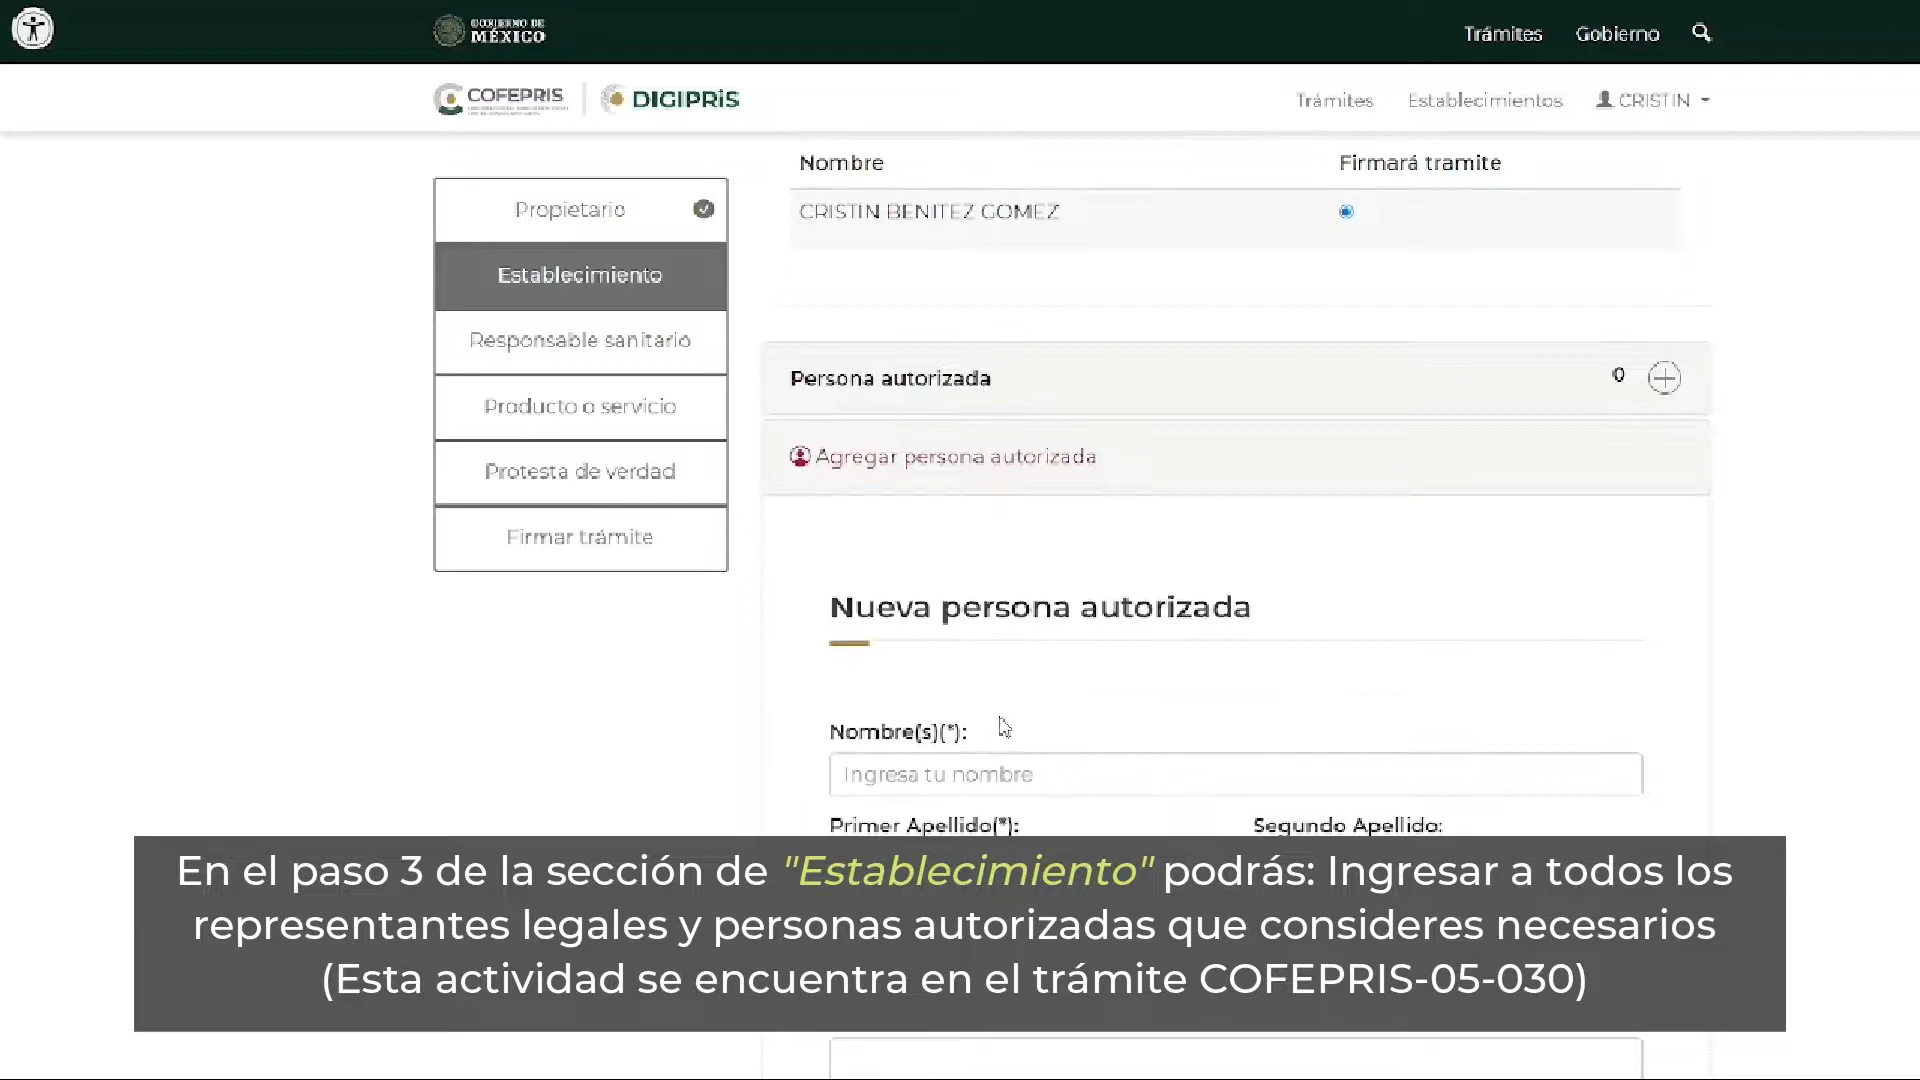 GOBIERNO DE
MÉXICO
Trámites
Gobierno
COFEPRIS
DIGIPRiS
Trámites
Establecimientos
CRISTIN
Nombre
Firmará tramite
CRISTIN BENITEZ GOMEZ
Propietario
Establecimiento
Responsable sanitario
Producto o servicio
Protesta de verdad
Firmar trámite
Persona autorizada
0
Agregar persona autorizada
Nueva persona autorizada
Nombre(s)(*):
Ingresa tu nombre
Primer Apellido(*):
Segundo Apellido:
En el paso 3 de la sección de "Establecimiento" podrás: Ingresar a todos los
representantes legales y personas autorizadas que consideres necesarios
(Esta actividad se encuentra en el trámite COFEPRIS-05-030)